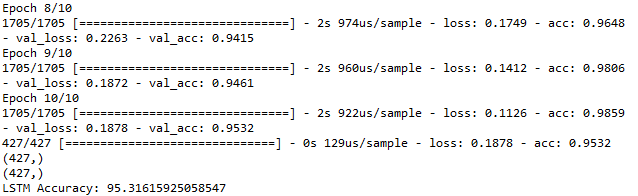 Epoch 8/10
1705/1705 [==============================] - 2s 974us/sample - loss: 0.1749 - acc: 0.9648
- val_loss: 0.2263 - val_acc: 0.9415
Epoch 9/10
1705/1705 [==============================] - 2s 960us/sample - loss: 0.1412 - acc: 0.9806
- val_loss: 0.1872 - val_acc: 0.9461
Epoch 10/10
1705/1705 [==============================] - 2s 922us/sample - loss: 0.1126 - acc: 0.9859
- val_loss: 0.1878 - val_acc: 0.9532
427/427 [==============================] - 0s 129us/sample - loss: 0.1878 - acc: 0.9532
(427,)
(427,)
LSTM Accuracy: 95.31615925058547